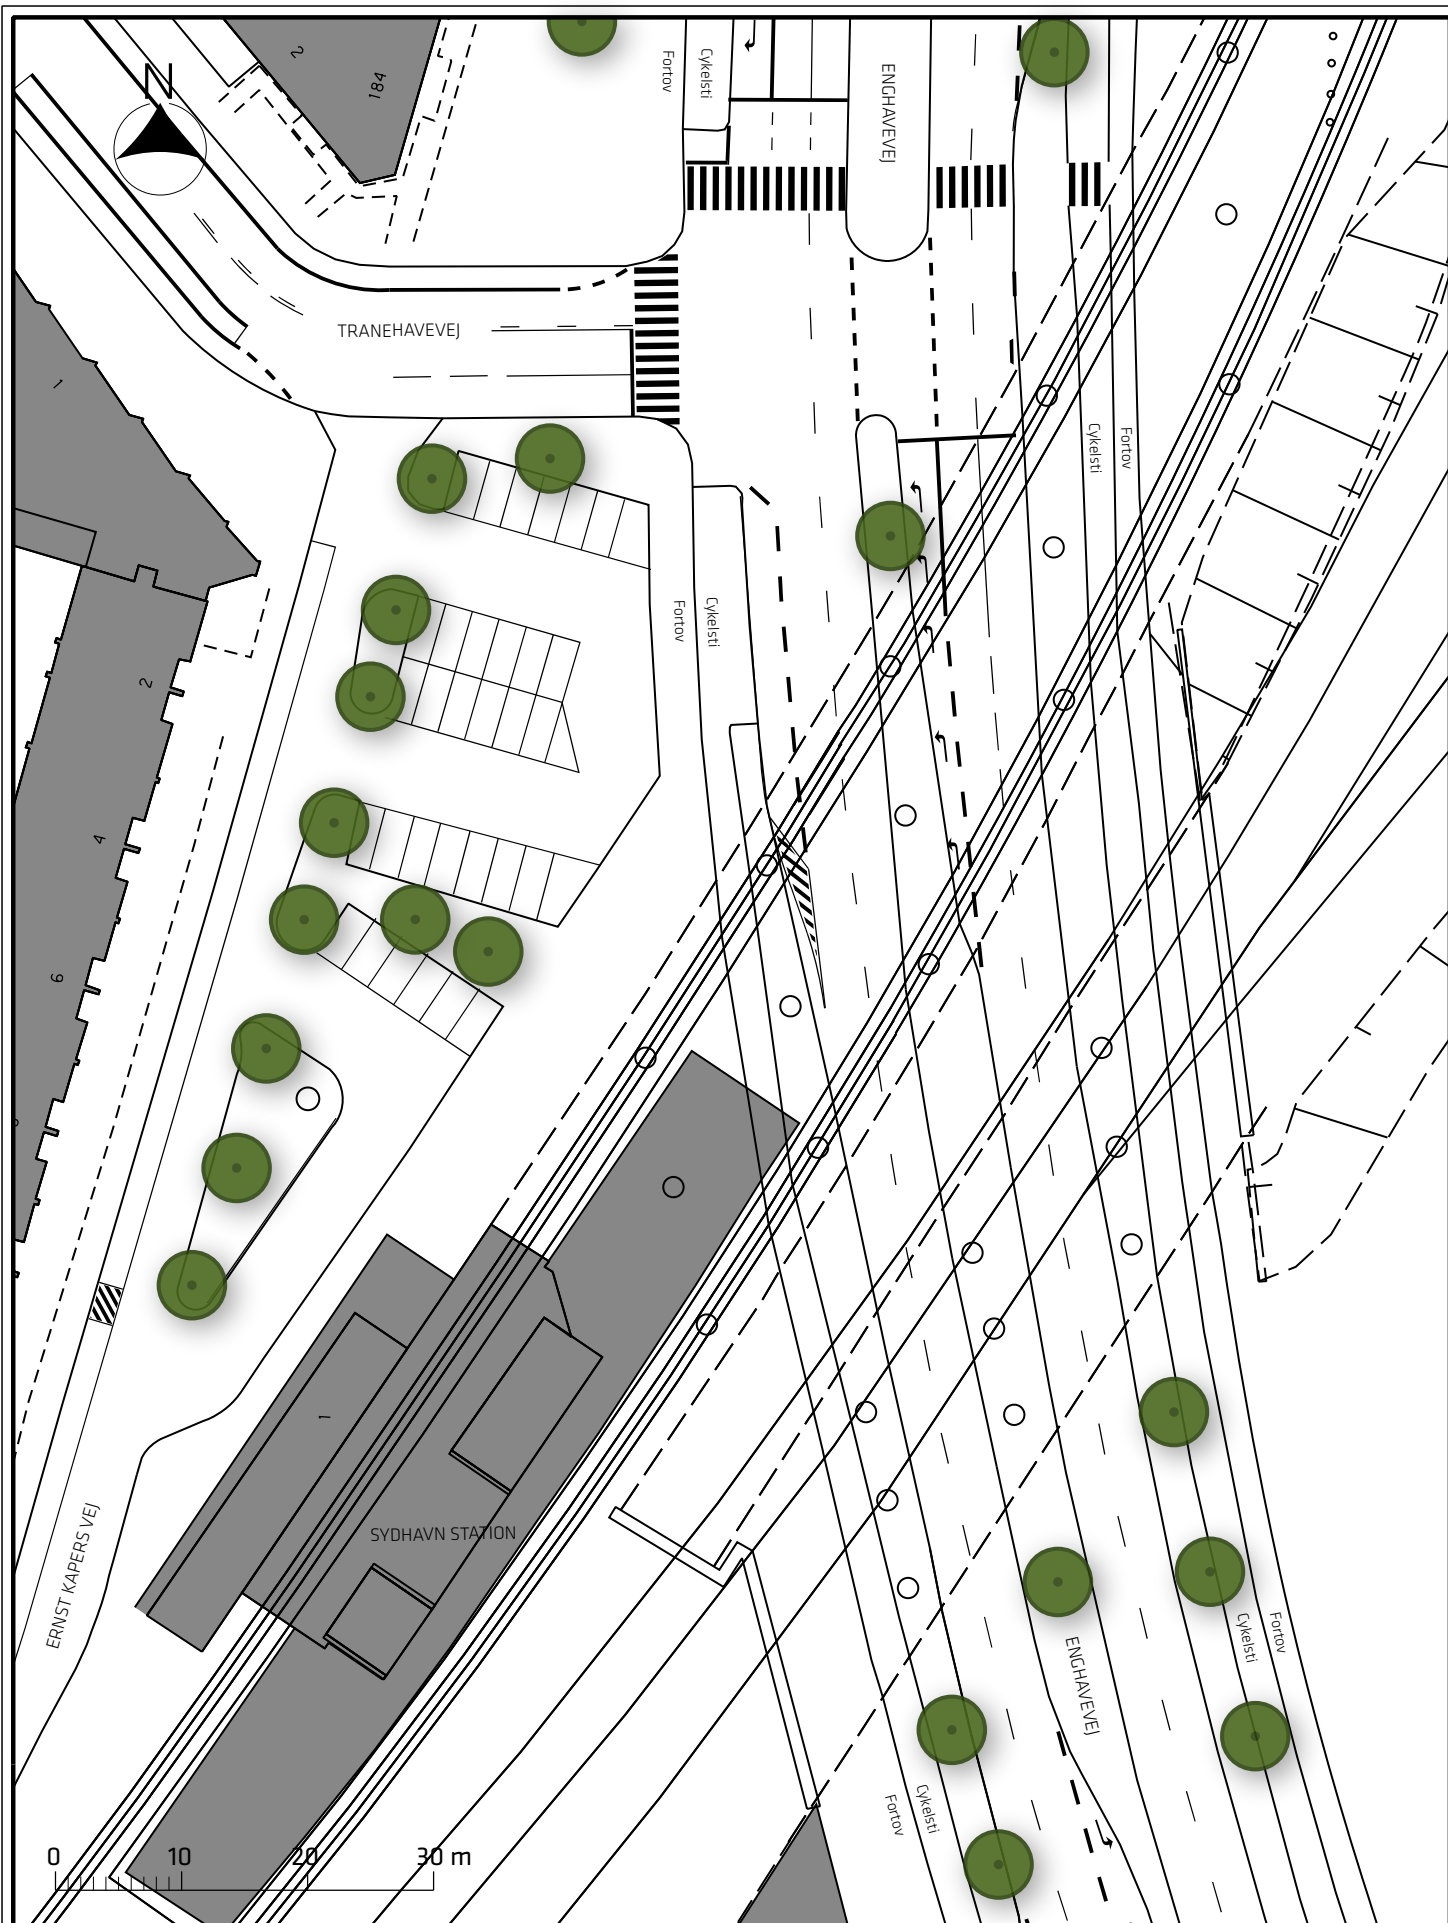 N
2
184
Fortov
Cykelsti
ENGHAVEVEJ
TRANEHAVEVEJ
1
Cykelsti
Fortov
Fortov
Cykelsti
2
4
6
1
SYDHAVN STATION
ERNST KAPERS VEJ
Cykelsti
Fortov
ENGHAVEVEJ
Cykelsti
Fortov
0 10 20 30 m